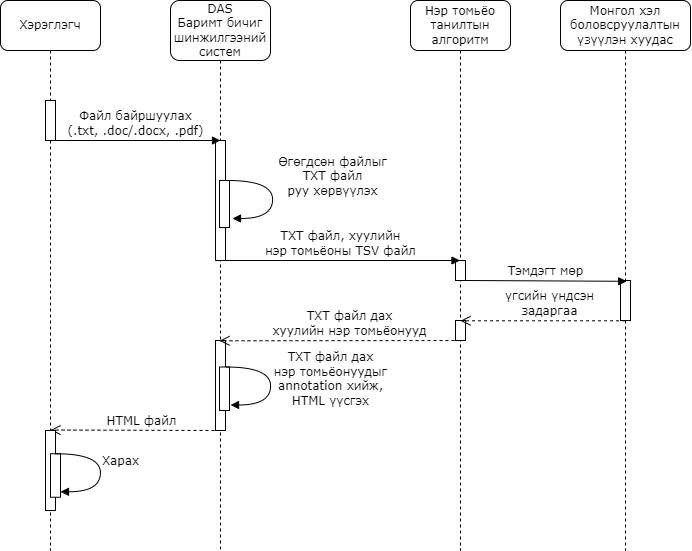 Хэрэглэгч
DAS
Баримт бичиг
шинжилгээний
систем
Нэр томьёо
танилтын
алгоритм
Монгол хэл
боловсруулалтын
үзүүлэн хуудас
Файл байршуулах
(.txt, .doc/.docx, .pdf)
Өгөгдсөн файлыг
TXT файл
руу хөрвүүлэх
TXT файл, хуулийн
нэр томьёоны TSV файл
Тэмдэгт мөр
үгсийн үндсэн
задаргаа
TXT файл дах
хуулийн нэр томьёонууд
TXT файл дах
нэр томьёонуудыг
annotation хийж,
HTML үүсгэх
HTML файл
Харах